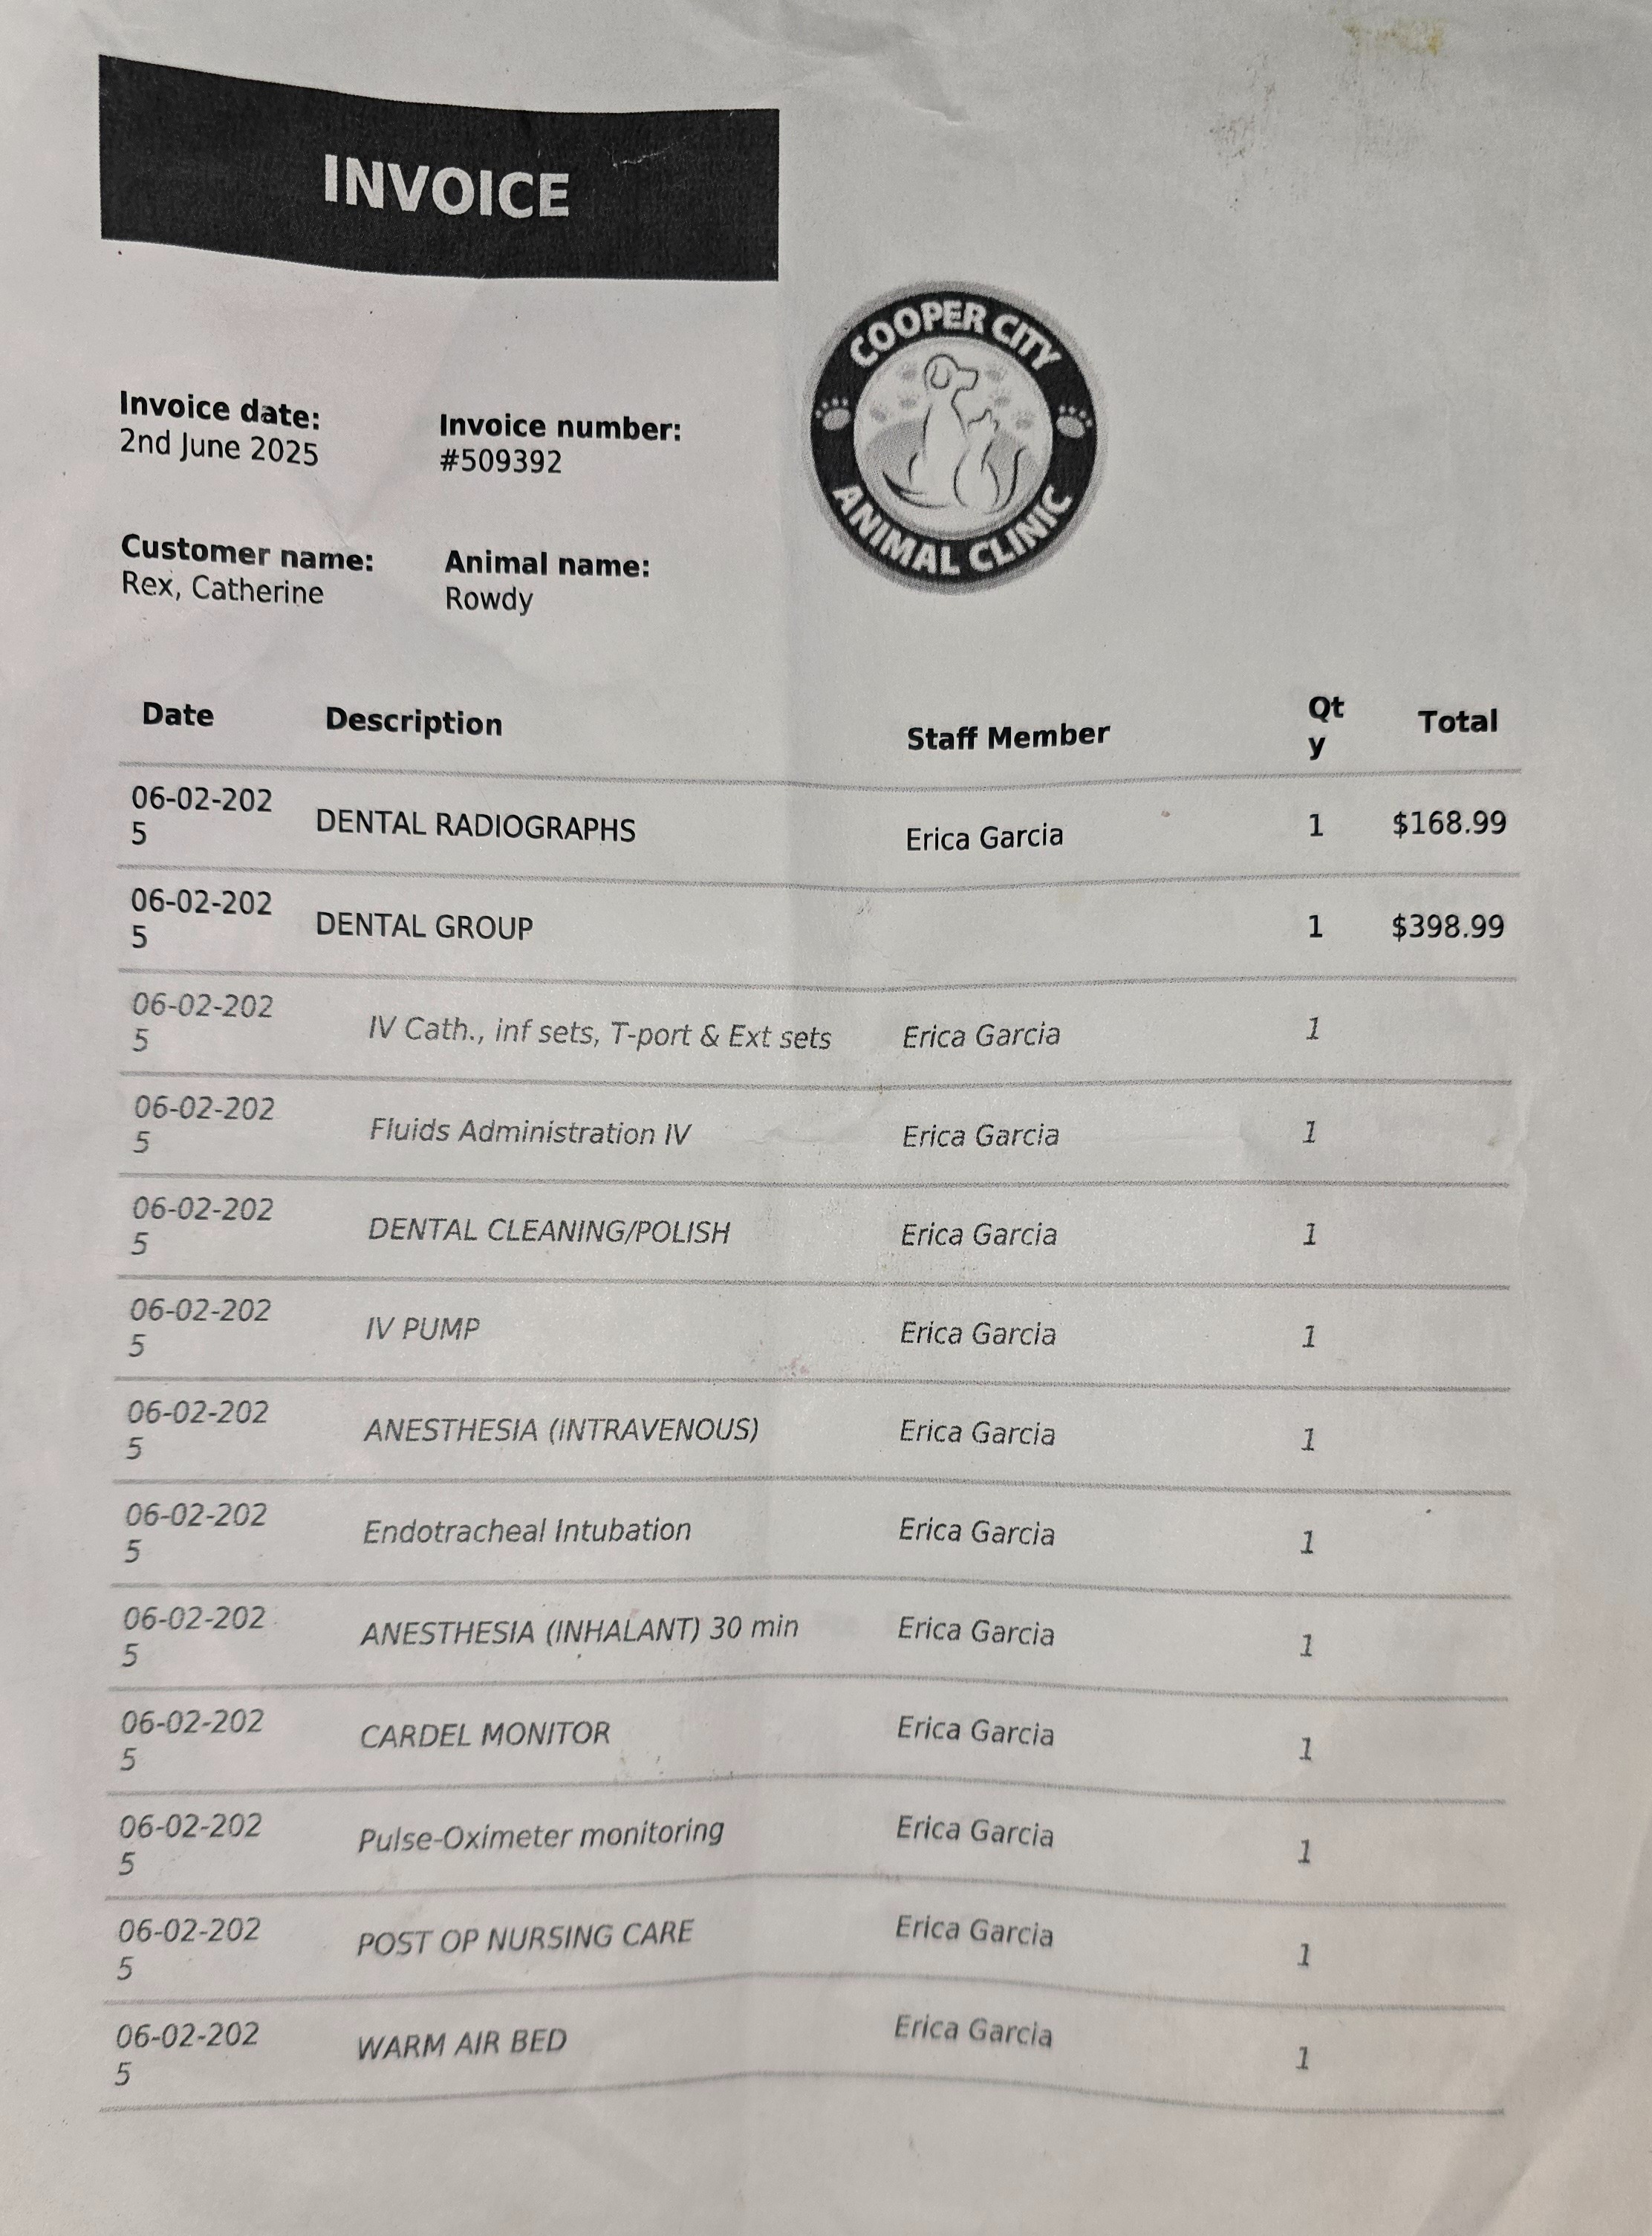 INVOICE
COOPER CITY
ANIMAL CLINIC
Invoice date:
2nd June 2025
Invoice number:
#509392
Customer name:
Rex, Catherine
Animal name:
Rowdy
Date Description Staff Member Qt
y Total
06-02-202
5 DENTAL RADIOGRAPHS Erica Garcia 1 $168.99
06-02-202
5 DENTAL GROUP 1 $398.99
06-02-202
5 IV Cath., inf sets, T-port & Ext sets Erica Garcia 1
06-02-202
5 Fluids Administration IV Erica Garcia 1
06-02-202
5 DENTAL CLEANING/POLISH Erica Garcia 1
06-02-202
5 IV PUMP Erica Garcia 1
06-02-202
5 ANESTHESIA (INTRAVENOUS) Erica Garcia 1
06-02-202
5 Endotracheal Intubation Erica Garcia 1
06-02-202
5 ANESTHESIA (INHALANT) 30 min Erica Garcia 1
06-02-202
5 CARDEL MONITOR Erica Garcia 1
06-02-202
5 Pulse-Oximeter monitoring Erica Garcia 1
06-02-202
5 POST OP NURSING CARE Erica Garcia 1
06-02-202
5 WARM AIR BED Erica Garcia 1